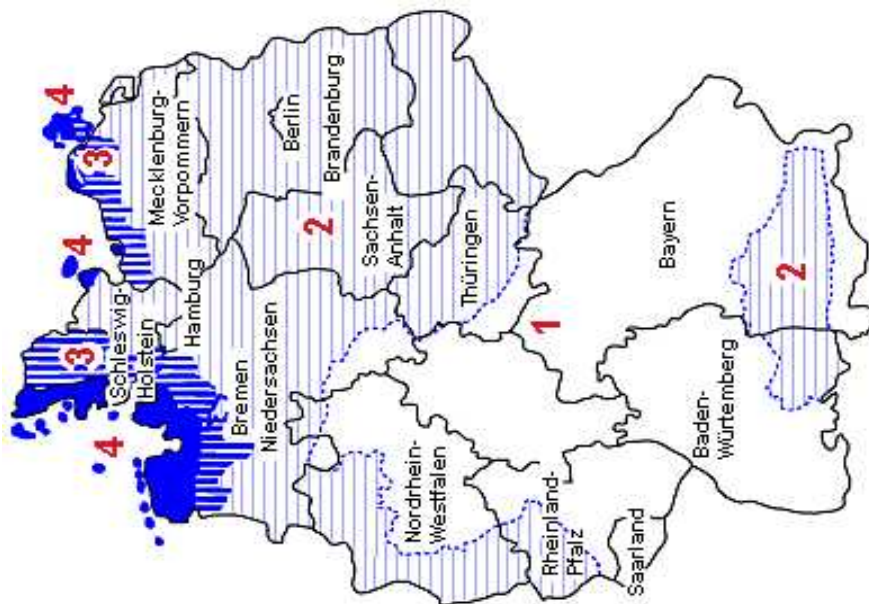 4
4
4
3
3
Schleswig-
Holstein
Hamburg
Mecklenburg-
Vorpommern
Bremen
Niedersachsen
2
Berlin
Brandenburg
Sachsen-
Anhalt
Nordrhein-
Westfalen
Thüringen
1
Rheinland-
Pfalz
Saarland
Bayern
Baden-
Würtemberg
2